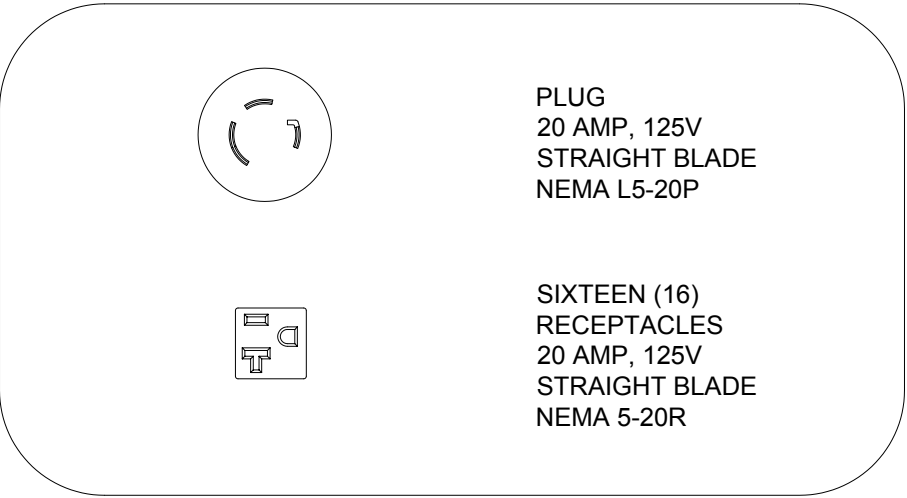 PLUG
20 AMP, 125V
STRAIGHT BLADE
NEMA L5-20P
SIXTEEN (16)
RECEPTACLES
20 AMP, 125V
STRAIGHT BLADE
NEMA 5-20R